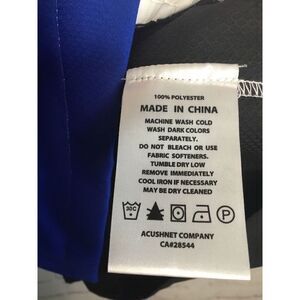 100% POLYESTER
MADE IN CHINA
MACHINE WASH COLD
WASH DARK COLORS
SEPARATELY.
DO NOT BLEACH OR USE
FABRIC SOFTENERS.
TUMBLE DRY LOW
REMOVE IMMEDIATELY
COOL IRON IF NECESSARY
MAY BE DRY CLEANED
30C P
ACUSHNET COMPANY
CA#28544